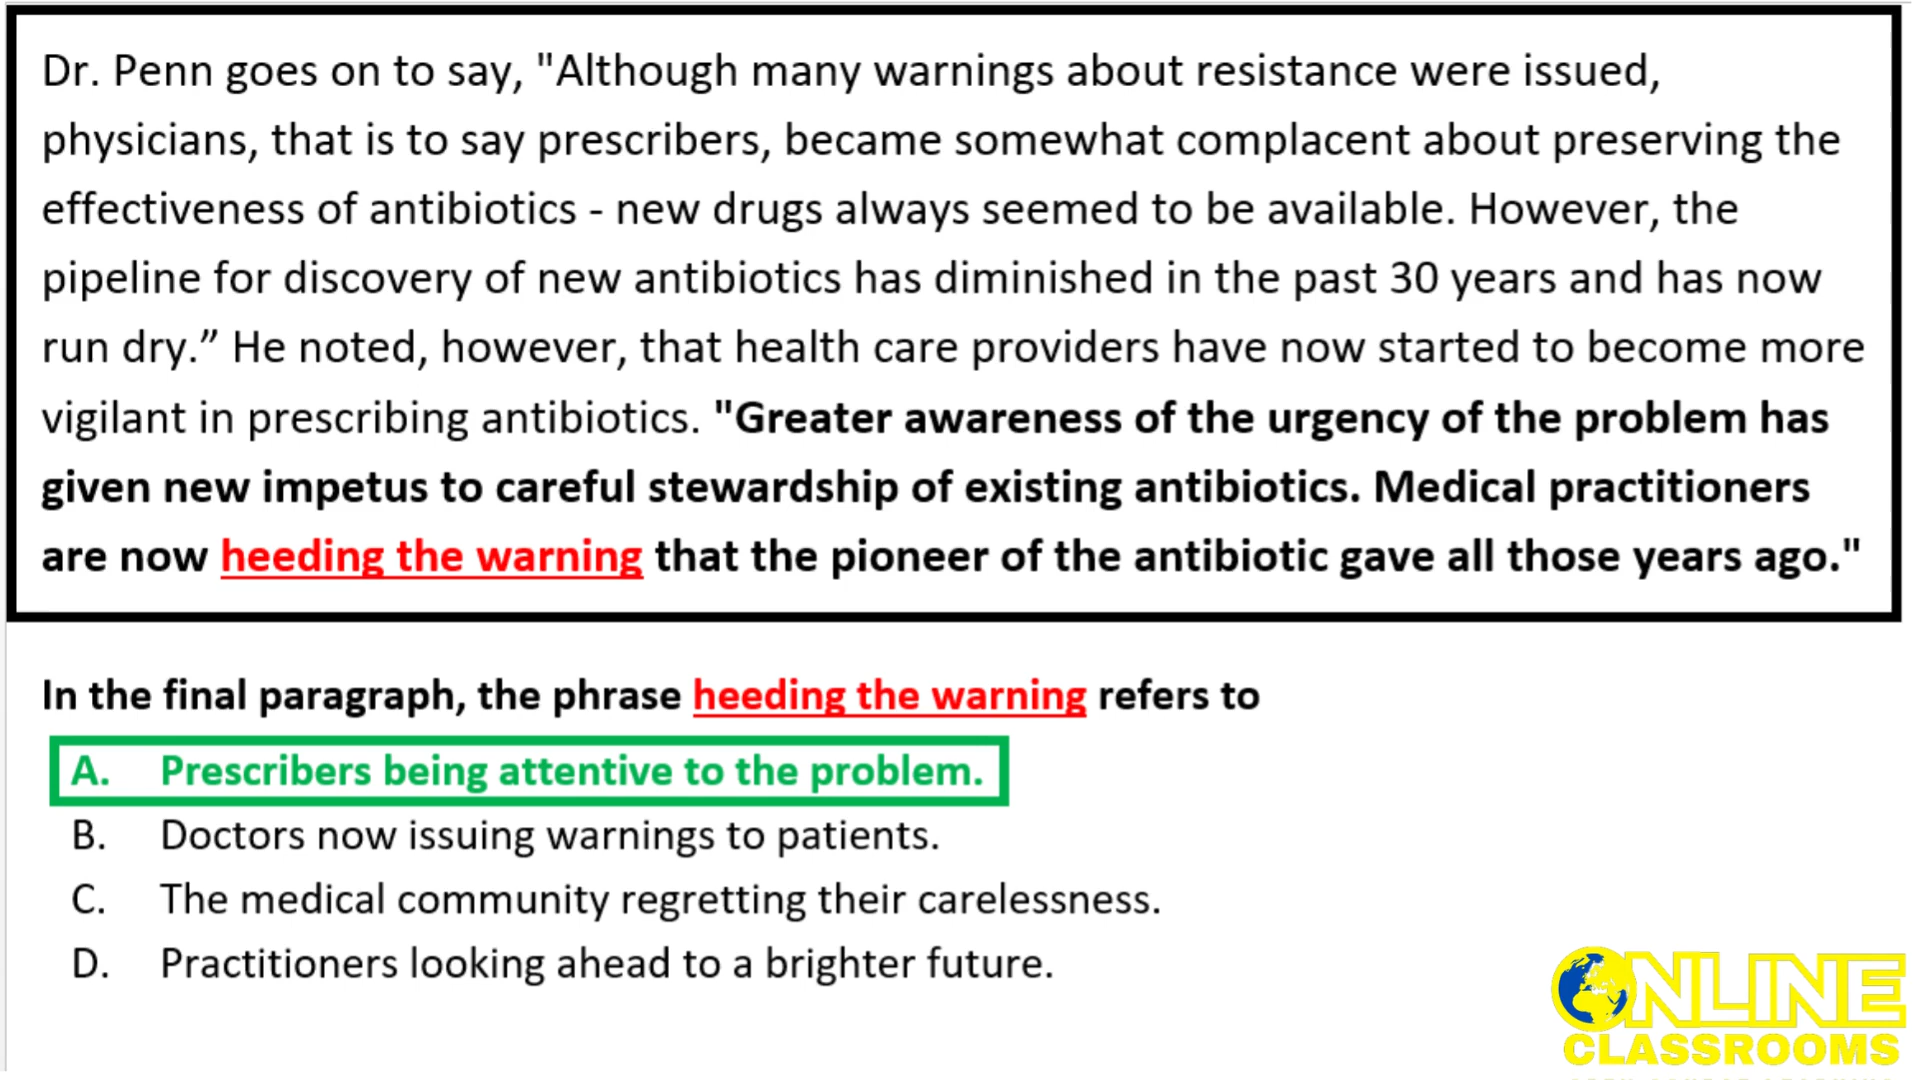 Dr. Penn goes on to say, "Although many warnings about resistance were issued,
physicians, that is to say prescribers, became somewhat complacent about preserving the
effectiveness of antibiotics - new drugs always seemed to be available. However, the
pipeline for discovery of new antibiotics has diminished in the past 30 years and has now
run dry.” He noted, however, that health care providers have now started to become more
vigilant in prescribing antibiotics. "Greater awareness of the urgency of the problem has
given new impetus to careful stewardship of existing antibiotics. Medical practitioners
are now heeding the warning that the pioneer of the antibiotic gave all those years ago."
In the final paragraph, the phrase heeding the warning refers to
A. Prescribers being attentive to the problem.
B. Doctors now issuing warnings to patients.
C. The medical community regretting their carelessness.
D. Practitioners looking ahead to a brighter future.
ONLINE
CLASSROOMS